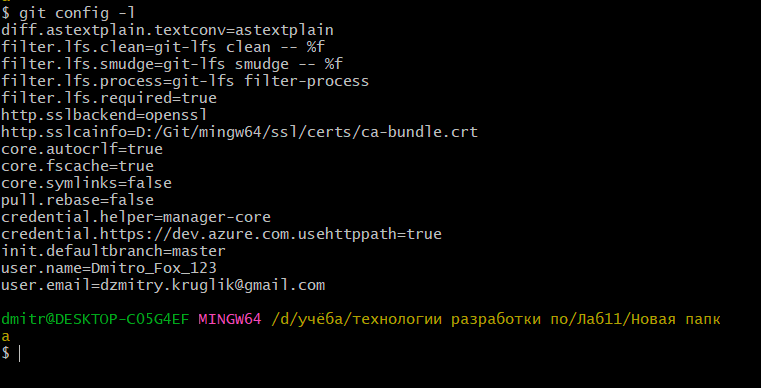 $ git config -l
diff.astextplain.textconv=astextplain
filter.lfs.clean=git-lfs clean -- %f
filter.lfs.smudge=git-lfs smudge -- %f
filter.lfs.process=git-lfs filter-process
filter.lfs.required=true
http.sslbackend=openssl
http.sslcainfo=D:/Git/mingw64/ssl/certs/ca-bundle.crt
core.autocrlf=true
core.fscache=true
core.symlinks=false
pull.rebase=false
credential.helper=manager-core
credential.https://dev.azure.com.usehttppath=true
init.defaultbranch=master
user.name=Dmitro_Fox_123
user.email=dzmitry.kruglik@gmail.com
dmitr@DESKTOP-C05G4EF MINGW64 /d/учёба/технологии разработки по/Лаб11/Новая папк
а
$